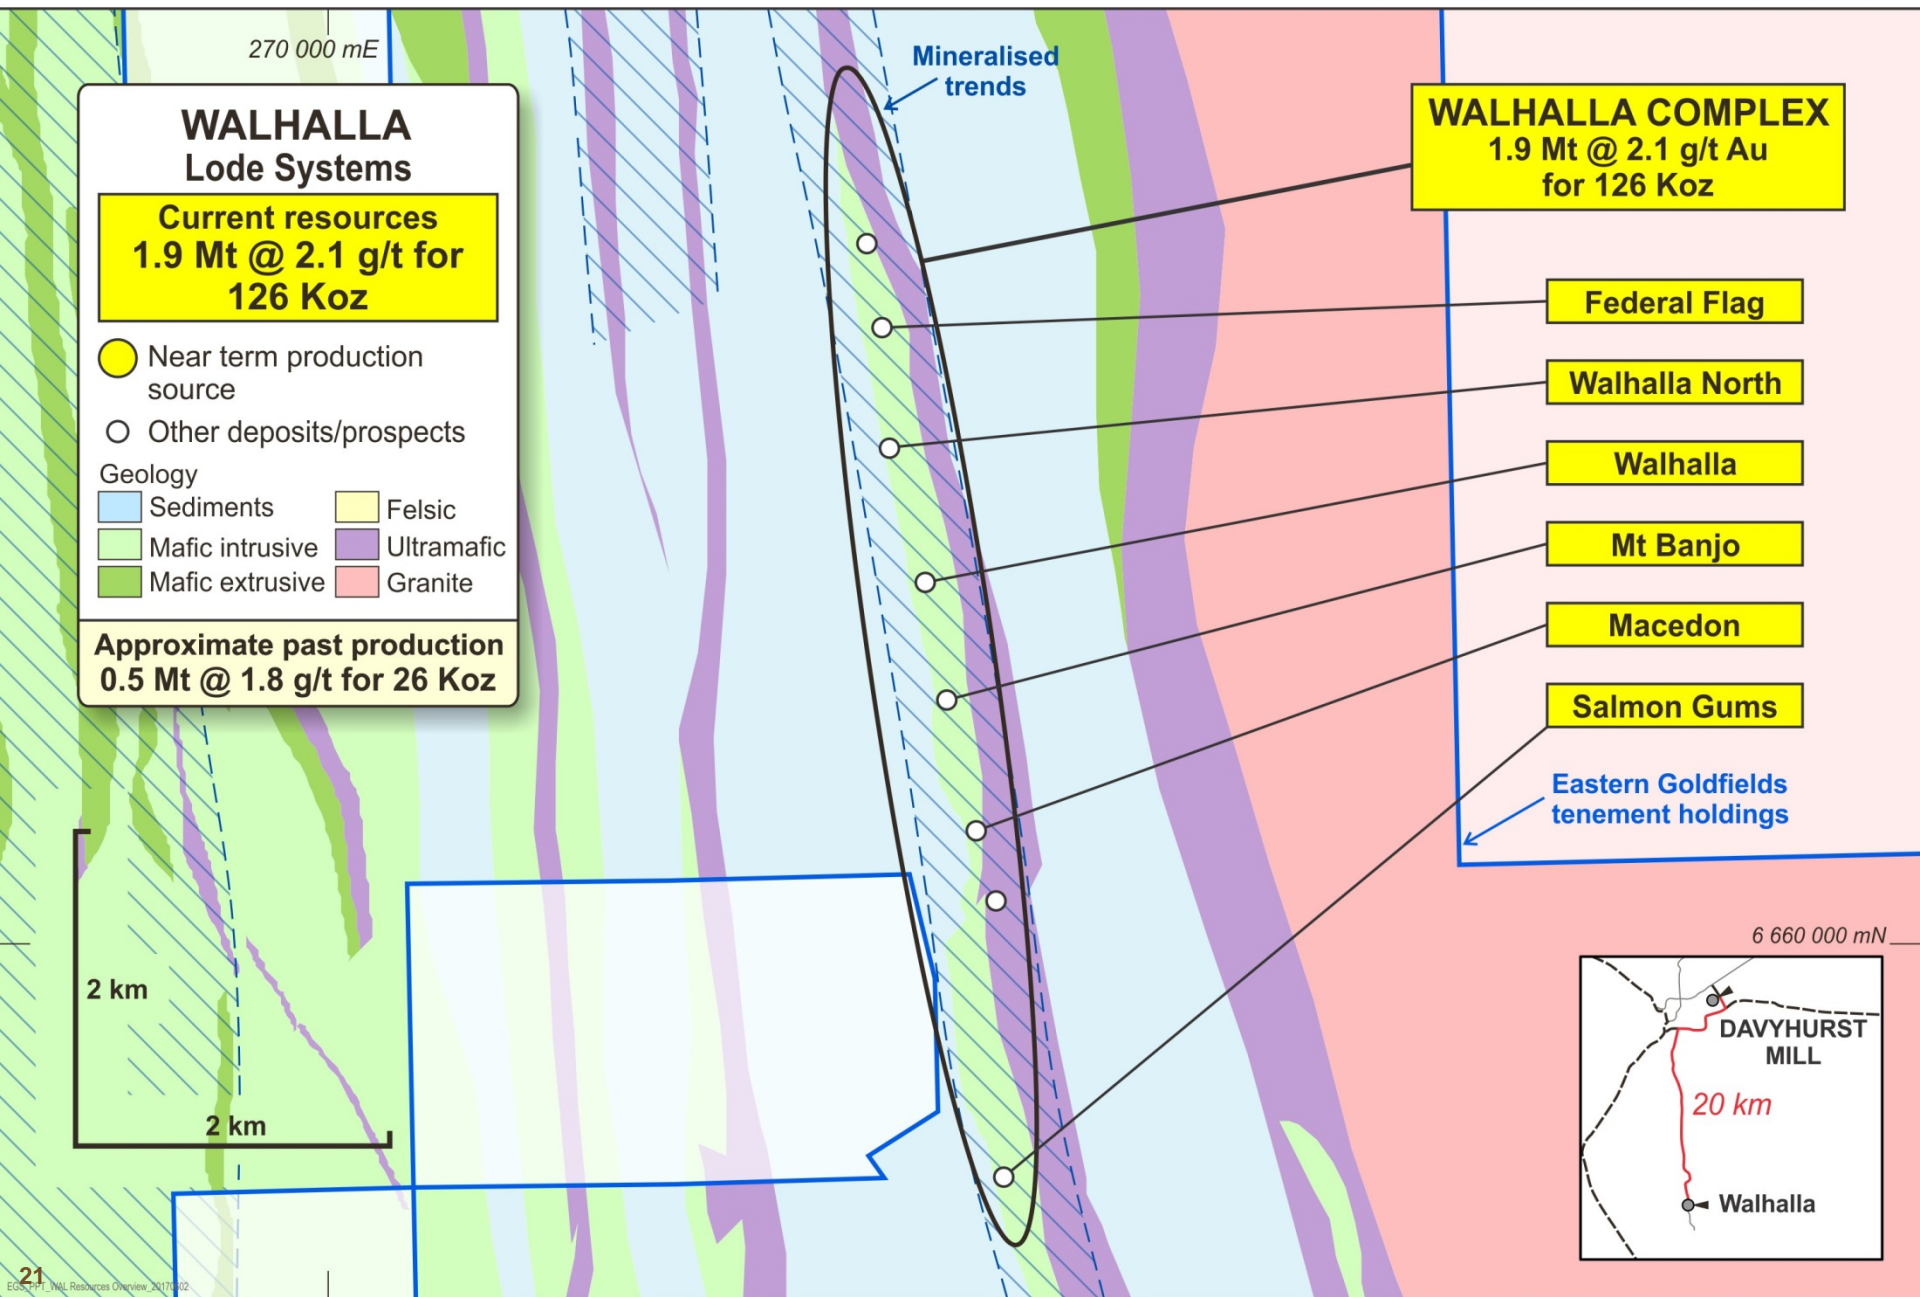 270 000 mE
WALHALLA
Lode Systems
Current resources
1.9 Mt @ 2.1 g/t for
126 Koz
Near term production
source
Other deposits/prospects
Geology
Sediments
Felsic
Mafic intrusive
Ultramafic
Mafic extrusive
Granite
Approximate past production
0.5 Mt @ 1.8 g/t for 26 Koz
Mineralised
trends
WALHALLA COMPLEX
1.9 Mt @ 2.1 g/t Au
for 126 Koz
Federal Flag
Walhalla North
Walhalla
Mt Banjo
Macedon
Salmon Gums
Eastern Goldfields
tenement holdings
6 660 000 mN
2 km
2 km
DAVYHURST
MILL
20 km
Walhalla
21
WAL Resources Overview